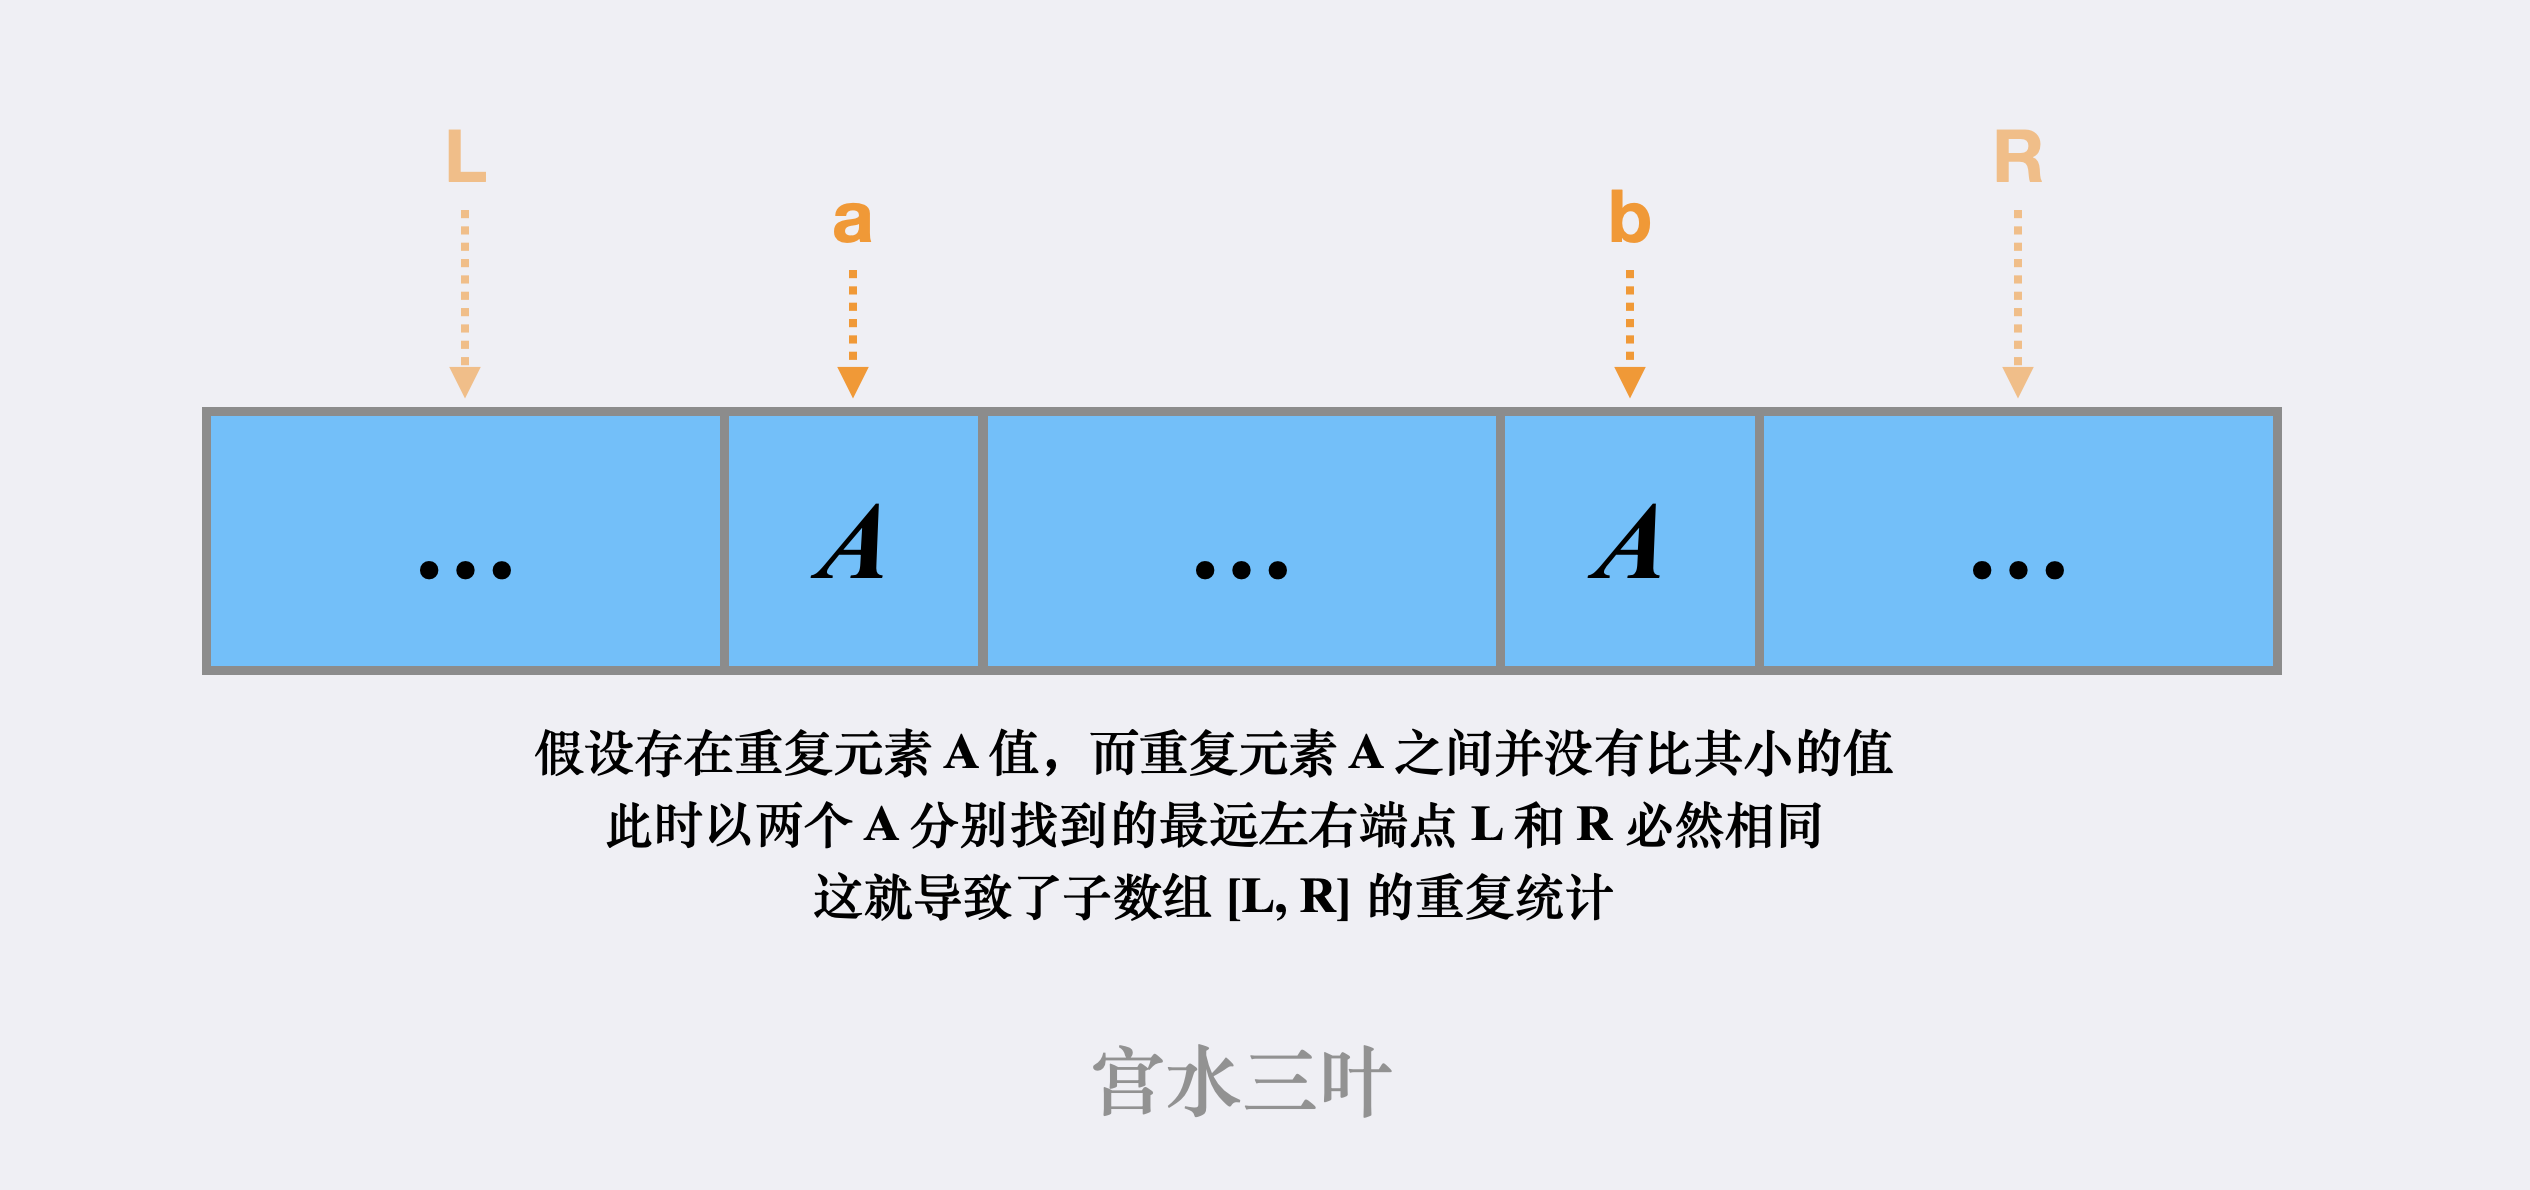 L
R
a
b
... A ... A ...
假设存在重复元素 A 值，而重复元素 A 之间并没有比其小的值
此时以两个 A 分别找到的最远左右端点 L 和 R 必然相同
这就导致了子数组 [L, R] 的重复统计
宫水三叶